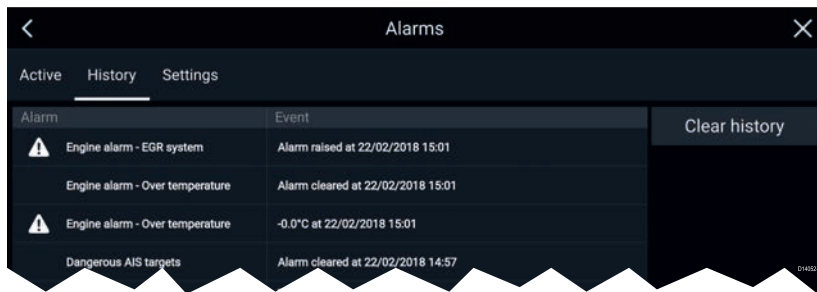 Alarms
Active History Settings
Alarm Event
Clear history
Engine alarm - EGR system Alarm raised at 22/02/2018 15:01
Engine alarm - Over temperature Alarm cleared at 22/02/2018 15:01
Engine alarm - Over temperature -0.0°C at 22/02/2018 15:01
Dangerous AIS targets Alarm cleared at 22/02/2018 14:57
D14052